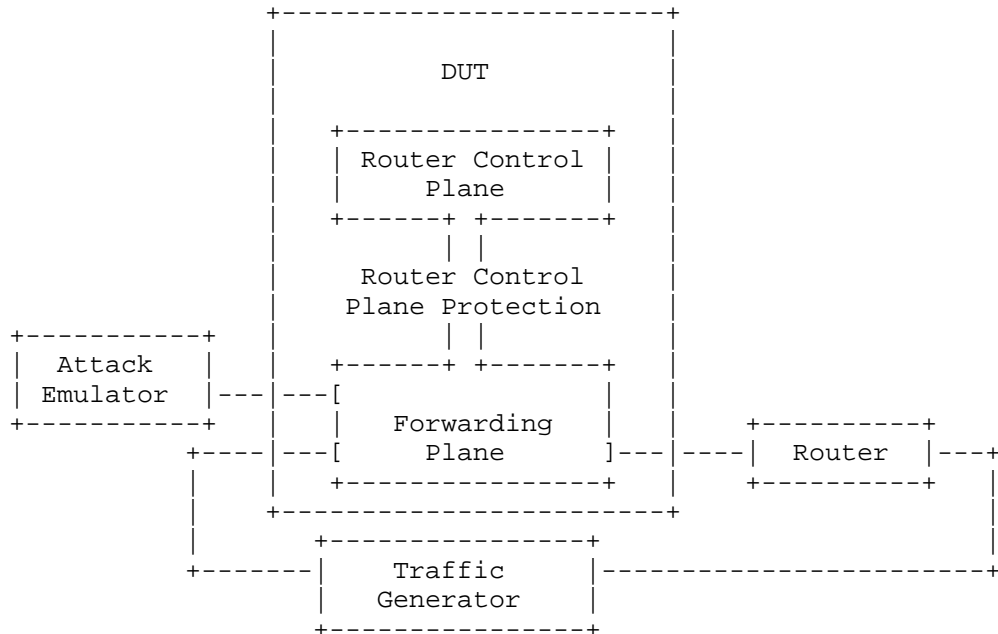 DUT
Router Control
Plane
Router Control
Plane Protection
Attack
Emulator
Forwarding
Plane
Router
Traffic
Generator